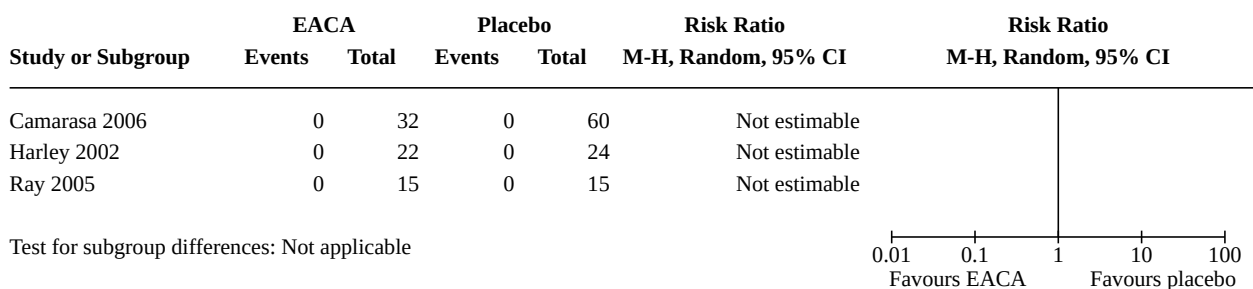 EACA Placebo Risk Ratio Risk Ratio
Study or Subgroup Events Total Events Total M-H, Random, 95% CI M-H, Random, 95% CI
Camarasa 2006 0 32 0 60 Not estimable
Harley 2002 0 22 0 24 Not estimable
Ray 2005 0 15 0 15 Not estimable
Test for subgroup differences: Not applicable
0.01 0.1 1 10 100
Favours EACA Favours placebo